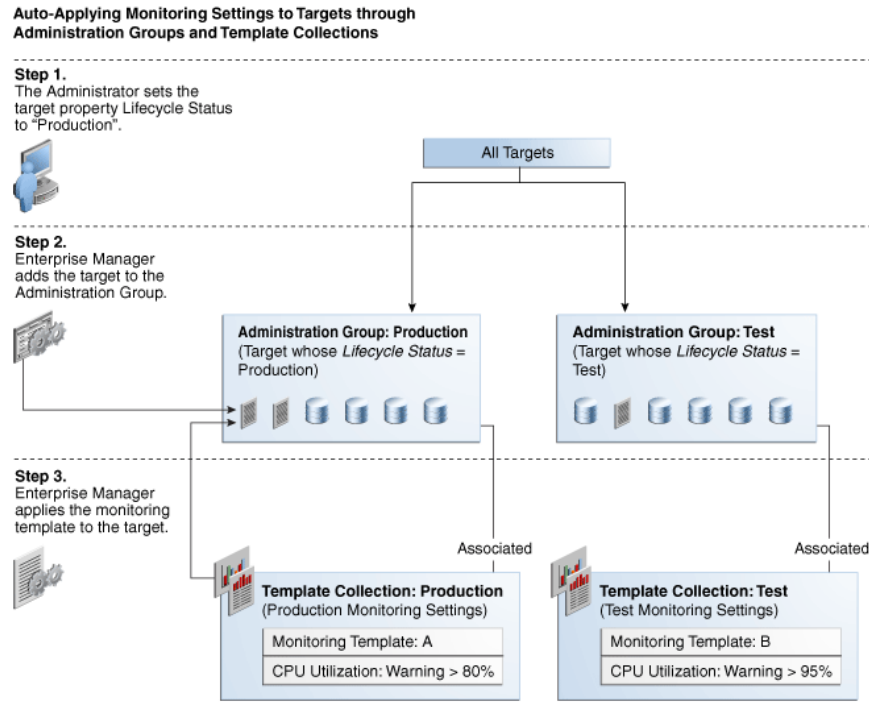 Auto-Applying Monitoring Settings to Targets through
Administration Groups and Template Collections
Step 1.
The Administrator sets the
target property Lifecycle Status
to “Production”.
All Targets
Step 2.
Enterprise Manager
adds the target to the
Administration Group.
Administration Group: Production
(Target whose Lifecycle Status =
Production)
Administration Group: Test
(Target whose Lifecycle Status =
Test)
Step 3.
Enterprise Manager
applies the monitoring
template to the target.
Associated
Associated
Template Collection: Production
(Production Monitoring Settings)
Monitoring Template: A
CPU Utilization: Warning > 80%
Template Collection: Test
(Test Monitoring Settings)
Monitoring Template: B
CPU Utilization: Warning > 95%